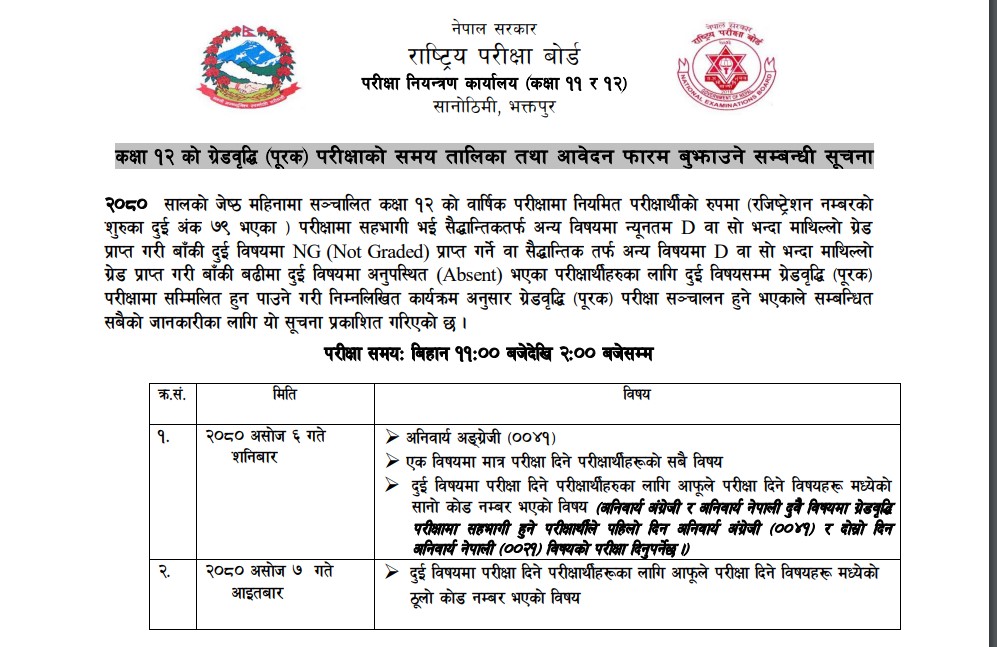 नेपाल सरकार
राष्ट्रिय परीक्षा बोर्ड
परीक्षा नियन्त्रण कार्यालय (कक्षा ११ र १२)
सानोठिमी, भक्तपुर
नेपाल सरकार
राष्ट्रिय परीक्षा बोर्ड
NATIONAL EXAMINATIONS BOARD
कक्षा १२ को ग्रेडवृद्धि (पूरक) परीक्षाको समय तालिका तथा आवेदन फारम बुझाउने सम्बन्धी सूचना
२०८० सालको जेष्ठ महिनामा सञ्चालित कक्षा १२ को वार्षिक परीक्षामा नियमित परीक्षार्थीको रुपमा (रजिष्ट्रेशन नम्बरको
शुरुका दुई अंक ७९ भएका ) परीक्षामा सहभागी भई सैद्धान्तिकतर्फ अन्य विषयमा न्यूनतम D वा सो भन्दा माथिल्लो ग्रेड
प्राप्त गरी बाँकी दुई विषयमा NG (Not Graded) प्राप्त गर्ने वा सैद्धान्तिक तर्फ अन्य विषयमा D वा सो भन्दा माथिल्लो
ग्रेड प्राप्त गरी बाँकी बढीमा दुई विषयमा अनुपस्थित (Absent) भएका परीक्षार्थीहरुका लागि दुई विषयसम्म ग्रेडवृद्धि (पूरक)
परीक्षामा सम्मिलित हुन पाउने गरी निम्नलिखित कार्यक्रम अनुसार ग्रेडवृद्धि (पूरक) परीक्षा सञ्चालन हुने भएकाले सम्बन्धित
सबैको जानकारीका लागि यो सूचना प्रकाशित गरिएको छ ।
परीक्षा समयः बिहान ११:०० बजेदेखि २:०० बजेसम्म
क्र.सं. मिति विषय
१. २०८० असोज ६ गते ➢ अनिवार्य अङ्ग्रेजी (००४१)
शनिबार ➢ एक विषयमा मात्र परीक्षा दिने परीक्षार्थीहरूको सबै विषय
➢ दुई विषयमा परीक्षा दिने परीक्षार्थीहरुका लागि आफूले परीक्षा दिने विषयहरू मध्येको
सानो कोड नम्बर भएको विषय (अनिवार्य अंग्रेजी र अनिवार्य नेपाली दुवै विषयमा ग्रेडवृद्धि
परीक्षामा सहभागी हुने परीक्षार्थीले पहिलो दिन अनिवार्य अंग्रेजी (००४१) र दोस्रो दिन
अनिवार्य नेपाली (००२१) विषयको परीक्षा दिनुपर्नेछ ।)
२. २०८० असोज ७ गते ➢ दुई विषयमा परीक्षा दिने परीक्षार्थीहरूका लागि आफूले परीक्षा दिने विषयहरू मध्येको
आइतबार ठूलो कोड नम्बर भएको विषय